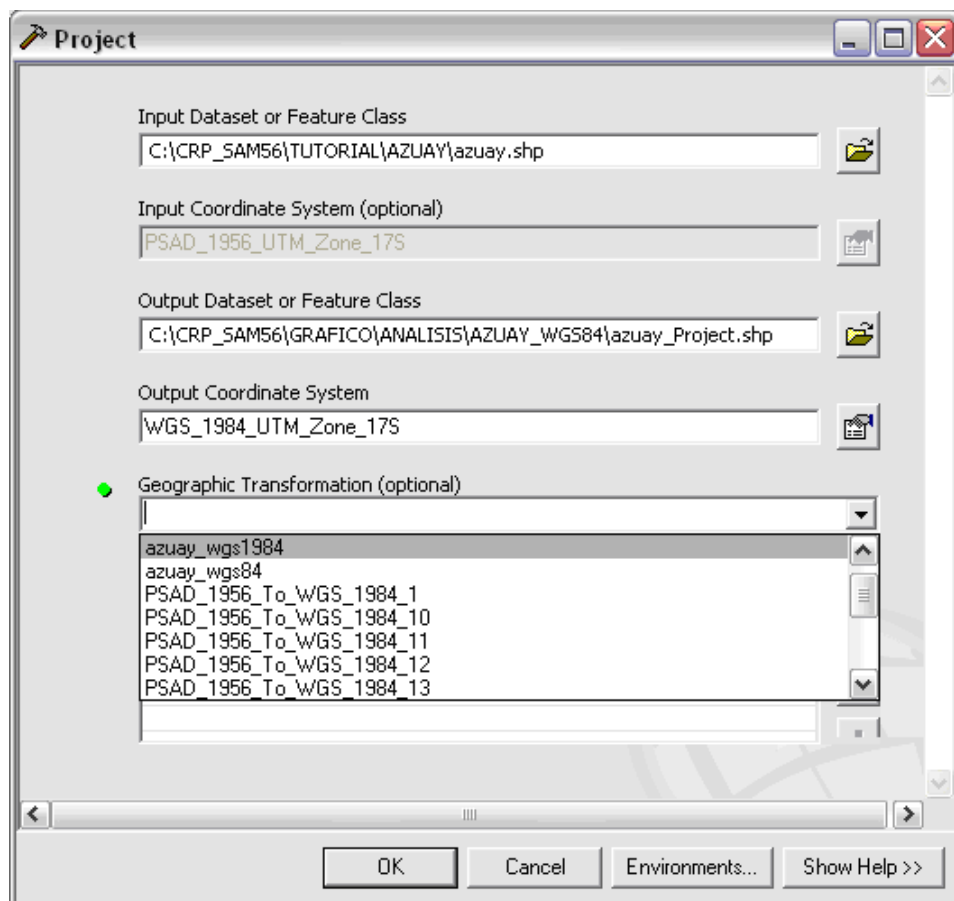 Project
Input Dataset or Feature Class
C:\CRP_SAM56\TUTORIAL\AZUAY\azuay.shp
Input Coordinate System (optional)
PSAD_1956_UTM_Zone_17S
Output Dataset or Feature Class
C:\CRP_SAM56\GRAFICO\ANALISIS\AZUAY_WGS84\azuay_Project.shp
Output Coordinate System
WGS_1984_UTM_Zone_17S
Geographic Transformation (optional)
azuay_wgs1984
azuay_wgs84
PSAD_1956_To_WGS_1984_1
PSAD_1956_To_WGS_1984_10
PSAD_1956_To_WGS_1984_11
PSAD_1956_To_WGS_1984_12
PSAD_1956_To_WGS_1984_13
OK Cancel Environments... Show Help >>